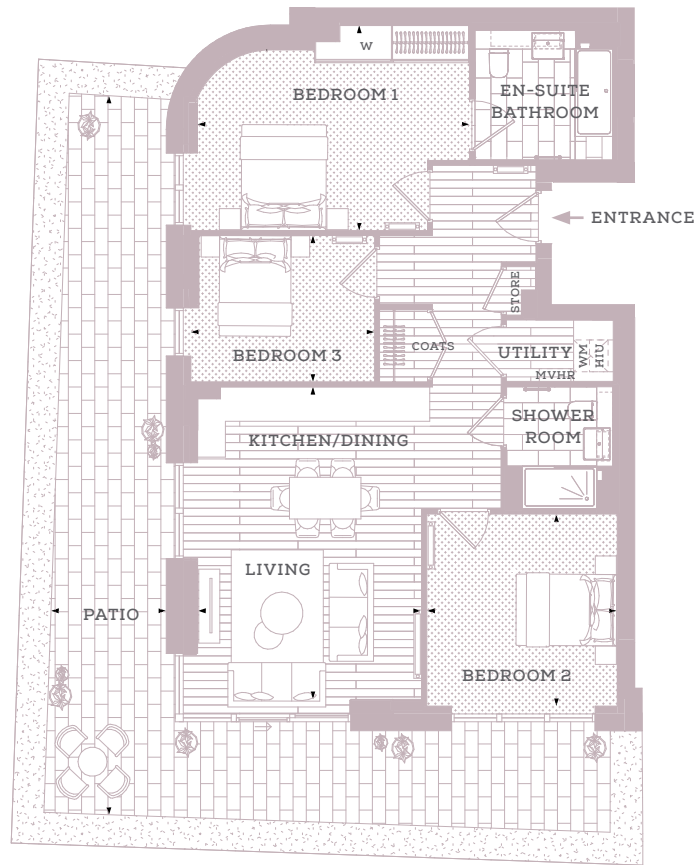 W
BEDROOM 1
EN-SUITE
BATHROOM
ENTRANCE
STORE
COATS
BEDROOM 3
UTILITY
WM
HIU
MVHR
SHOWER
ROOM
KITCHEN/DINING
LIVING
PATIO
BEDROOM 2